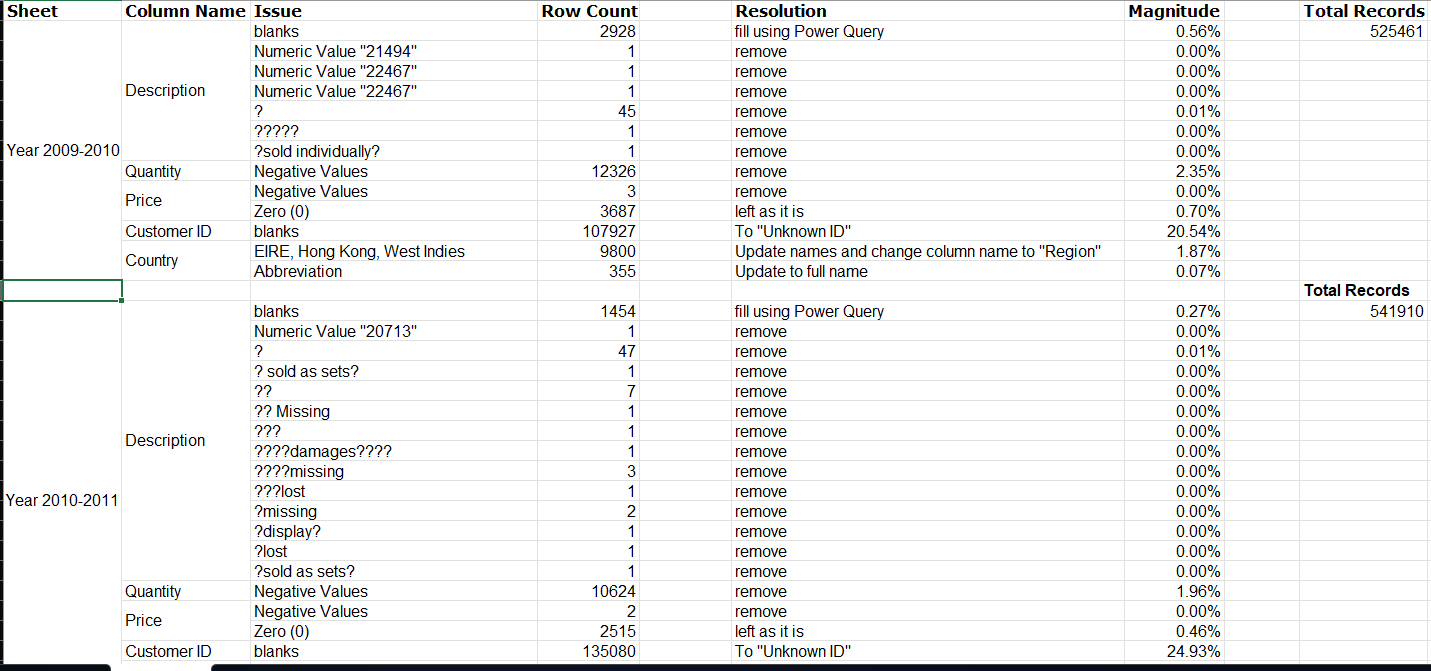 Sheet Column Name Issue Row Count Resolution Magnitude Total Records
blanks 2928 fill using Power Query 0.56% 525461
Numeric Value "21494" 1 remove 0.00%
Numeric Value "22467" 1 remove 0.00%
Description Numeric Value "22467" 1 remove 0.00%
? 45 remove 0.01%
????? 1 remove 0.00%
Year 2009-2010 ?sold individually? 1 remove 0.00%
Quantity Negative Values 12326 remove 2.35%
Price Negative Values 3 remove 0.00%
Zero (0) 3687 left as it is 0.70%
Customer ID blanks 107927 To "Unknown ID" 20.54%
Country EIRE, Hong Kong, West Indies 9800 Update names and change column name to "Region" 1.87%
Abbreviation 355 Update to full name 0.07%
Total Records
blanks 1454 fill using Power Query 0.27% 541910
Numeric Value "20713" 1 remove 0.00%
? 47 remove 0.01%
? sold as sets? 1 remove 0.00%
?? 7 remove 0.00%
?? Missing 1 remove 0.00%
??? 1 remove 0.00%
Description ????damages???? 1 remove 0.00%
????missing 3 remove 0.00%
???lost 1 remove 0.00%
Year 2010-2011 ?missing 2 remove 0.00%
?display? 1 remove 0.00%
?lost 1 remove 0.00%
?sold as sets? 1 remove 0.00%
Quantity Negative Values 10624 remove 1.96%
Price Negative Values 2 remove 0.00%
Zero (0) 2515 left as it is 0.46%
Customer ID blanks 135080 To "Unknown ID" 24.93%